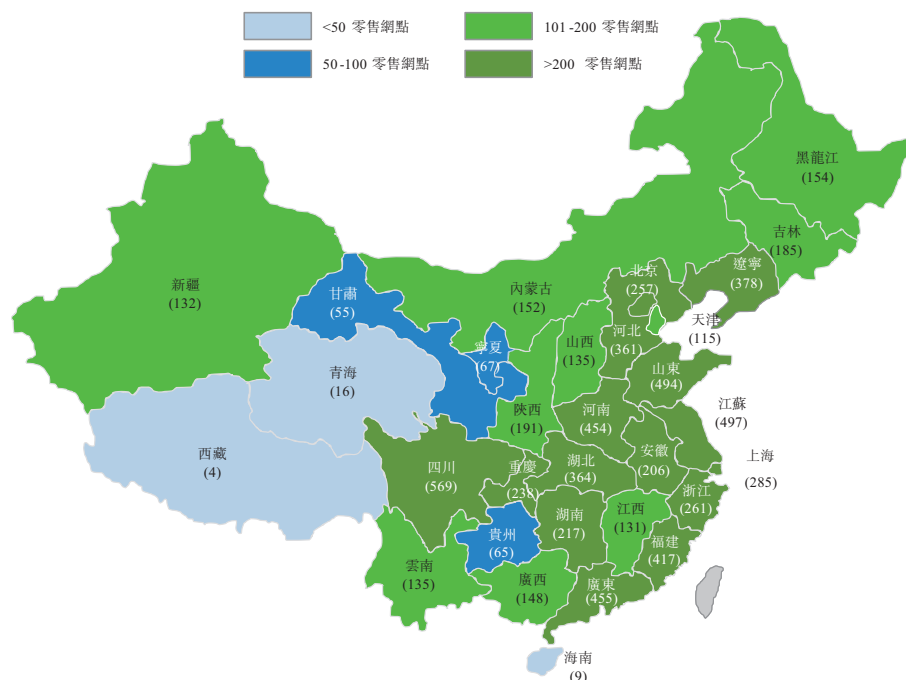 <50 零售網點
101-200 零售網點
50-100 零售網點
>200 零售網點
黑龍江
(154)
吉林
(185)
遼寧
(378)
北京
(257)
新疆
(132)
甘肅
(55)
內蒙古
(152)
天津
(115)
河北
(361)
山西
(135)
寧夏
(67)
青海
(16)
山東
(494)
陝西
(191)
河南
(454)
江蘇
(497)
西藏
(4)
四川
(569)
重慶
(238)
湖北
(364)
安徽
(206)
上海
(285)
浙江
(261)
貴州
(65)
湖南
(217)
江西
(131)
福建
(417)
雲南
(135)
廣西
(148)
廣東
(455)
海南
(9)